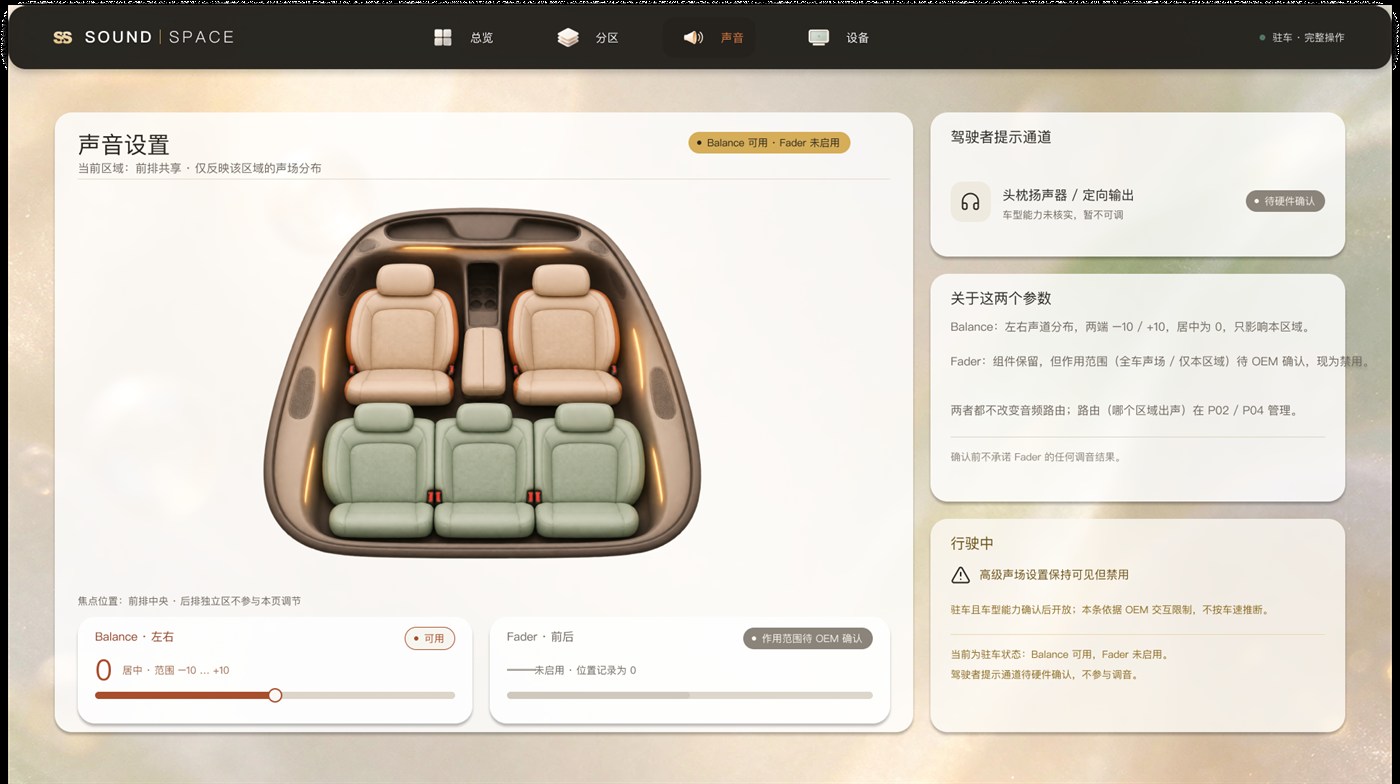 SS SOUND | SPACE
总览
分区
声音
设备
驻车 · 完整操作
声音设置
Balance 可用 · Fader 未启用
当前区域：前排共享 · 仅反映该区域的声场分布
焦点位置：前排中央 · 后排独立区不参与本页调节
Balance · 左右
可用
0 居中 · 范围 −10 … +10
Fader · 前后
作用范围待 OEM 确认
——未启用 · 位置记录为 0
驾驶者提示通道
头枕扬声器 / 定向输出
车型能力未核实，暂不可调
待硬件确认
关于这两个参数
Balance：左右声道分布，两端 −10 / +10，居中为 0，只影响本区域。
Fader：组件保留，但作用范围（全车声场 / 仅本区域）待 OEM 确认，现为禁用。
两者都不改变音频路由；路由（哪个区域出声）在 P02 / P04 管理。
确认前不承诺 Fader 的任何调音结果。
行驶中
高级声场设置保持可见但禁用
驻车且车型能力确认后开放；本条依据 OEM 交互限制，不按车速推断。
当前为驻车状态：Balance 可用，Fader 未启用。
驾驶者提示通道待硬件确认，不参与调音。